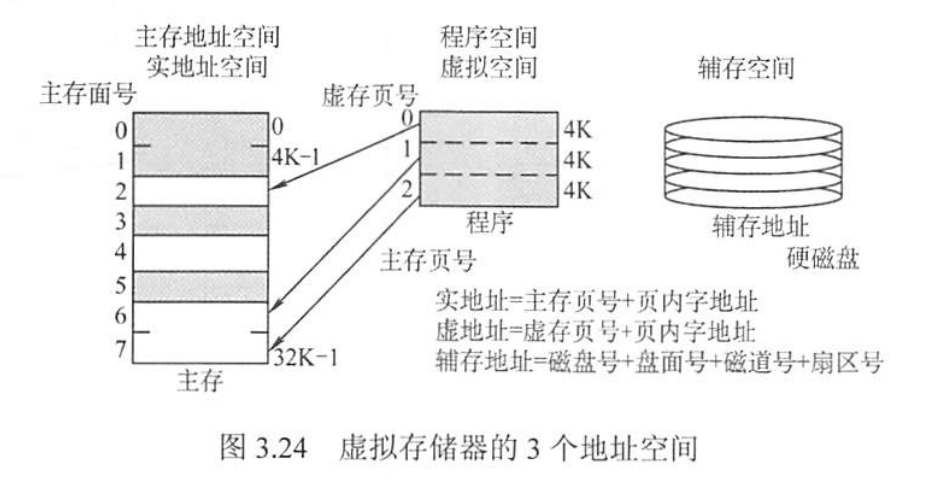 主存地址空间
实地址空间
主存面号
0
1
2
3
4
5
6
7
0
4K-1
32K-1
主存
程序空间
虚拟空间
虚存页号
0
1
2
4K
4K
4K
程序
主存页号
辅存空间
辅存地址
硬磁盘
实地址=主存页号+页内字地址
虚地址=虚存页号+页内字地址
辅存地址=磁盘号+盘面号+磁道号+扇区号
图 3.24 虚拟存储器的 3 个地址空间